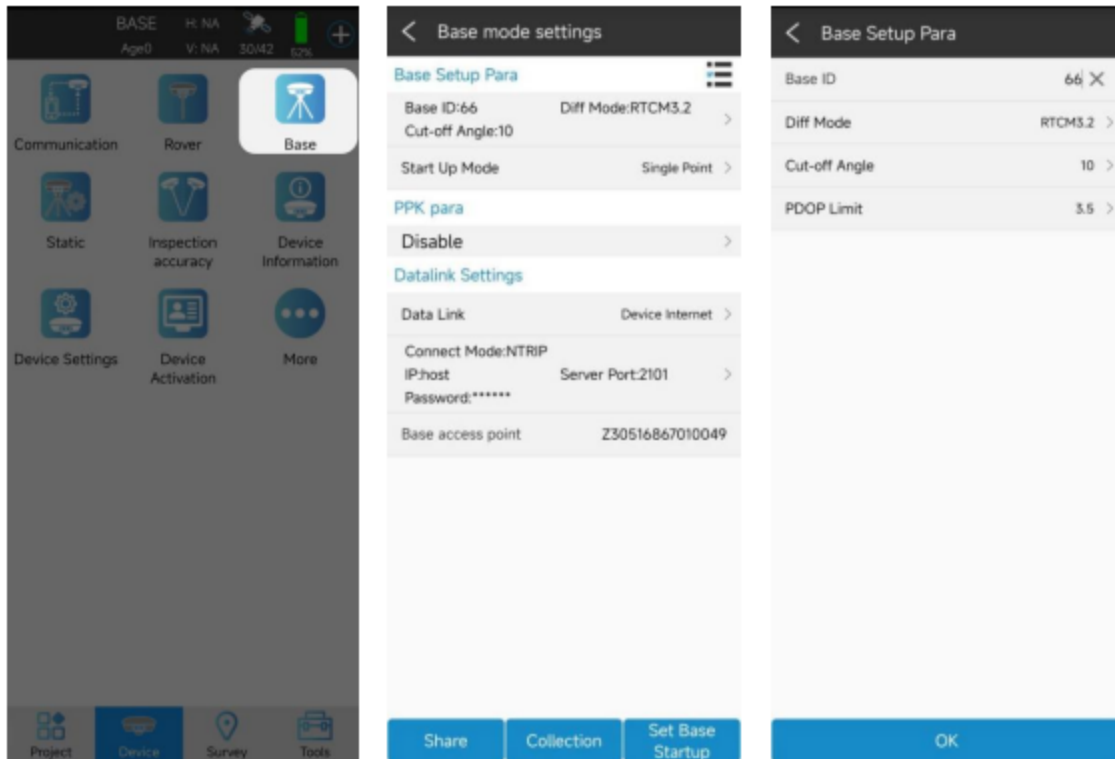 BASE H: NA
Age0 V: NA 30/42 62%
Communication Rover Base
Static Inspection accuracy Device Information
Device Settings Device Activation More
Project Device Survey Tools
Base mode settings
Base Setup Para
Base ID:66 Diff Mode:RTCM3.2
Cut-off Angle:10
Start Up Mode Single Point
PPK para
Disable
Datalink Settings
Data Link Device Internet
Connect Mode:NTRIP
IP:host Server Port:2101
Password:******
Base access point Z30516867010049
Share Collection Set Base Startup
Base Setup Para
Base ID 66
Diff Mode RTCM3.2
Cut-off Angle 10
PDOP Limit 3.5
OK